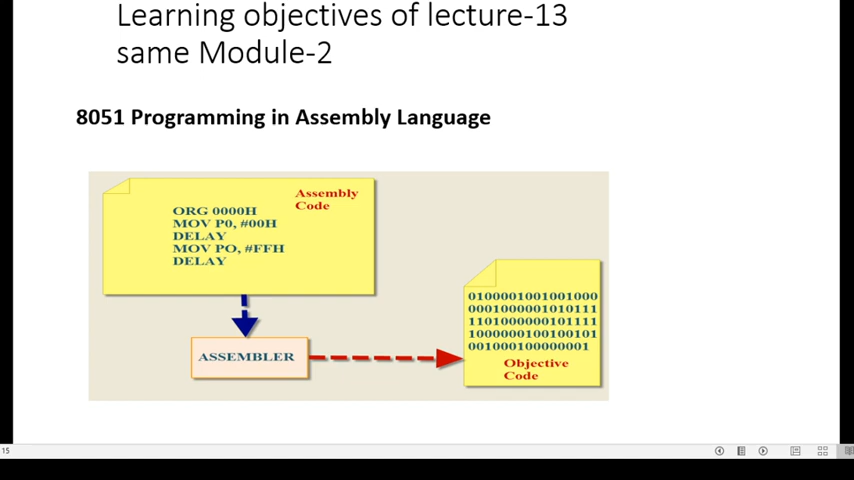 Learning objectives of lecture-13
same Module-2
8051 Programming in Assembly Language
Assembly
Code
ORG 0000H
MOV P0, #00H
DELAY
MOV PO, #FFH
DELAY
ASSEMBLER
0100001001001000
0001000001010111
1101000000101111
1000000100100101
001000100000001
Objective
Code
15